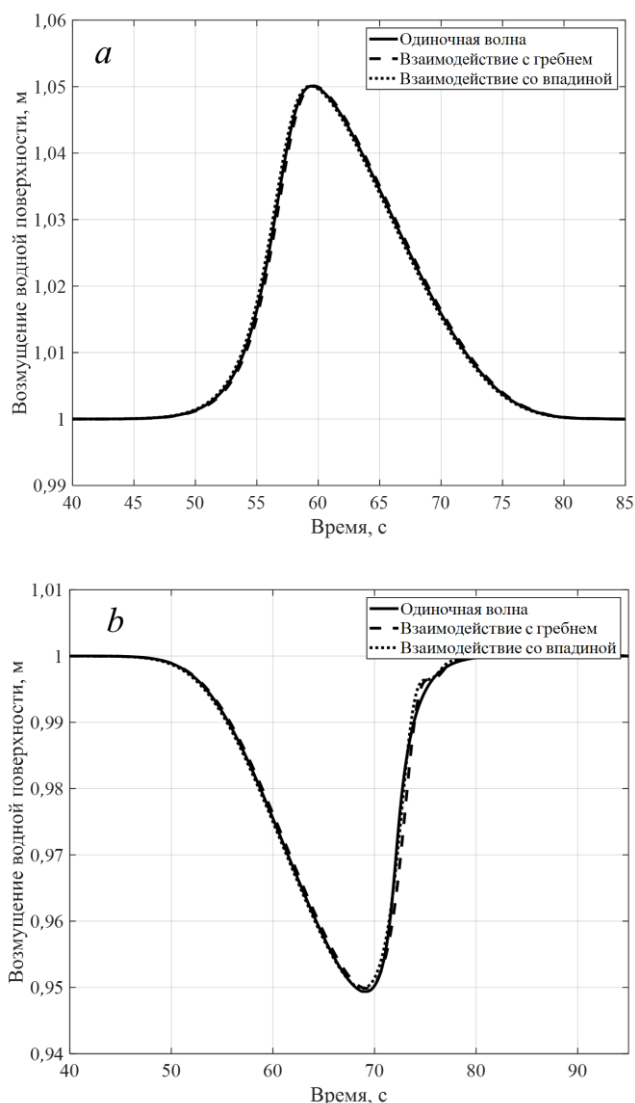 a
Одиночная волна
Взаимодействие с гребнем
Взаимодействие со впадиной
Возмущение водной поверхности, м
1,06
1,05
1,04
1,03
1,02
1,01
1
0,99
40 45 50 55 60 65 70 75 80 85
Время, с
b
Одиночная волна
Взаимодействие с гребнем
Взаимодействие со впадиной
Возмущение водной поверхности, м
1,01
1
0,99
0,98
0,97
0,96
0,95
0,94
40 50 60 70 80 90
Время, с